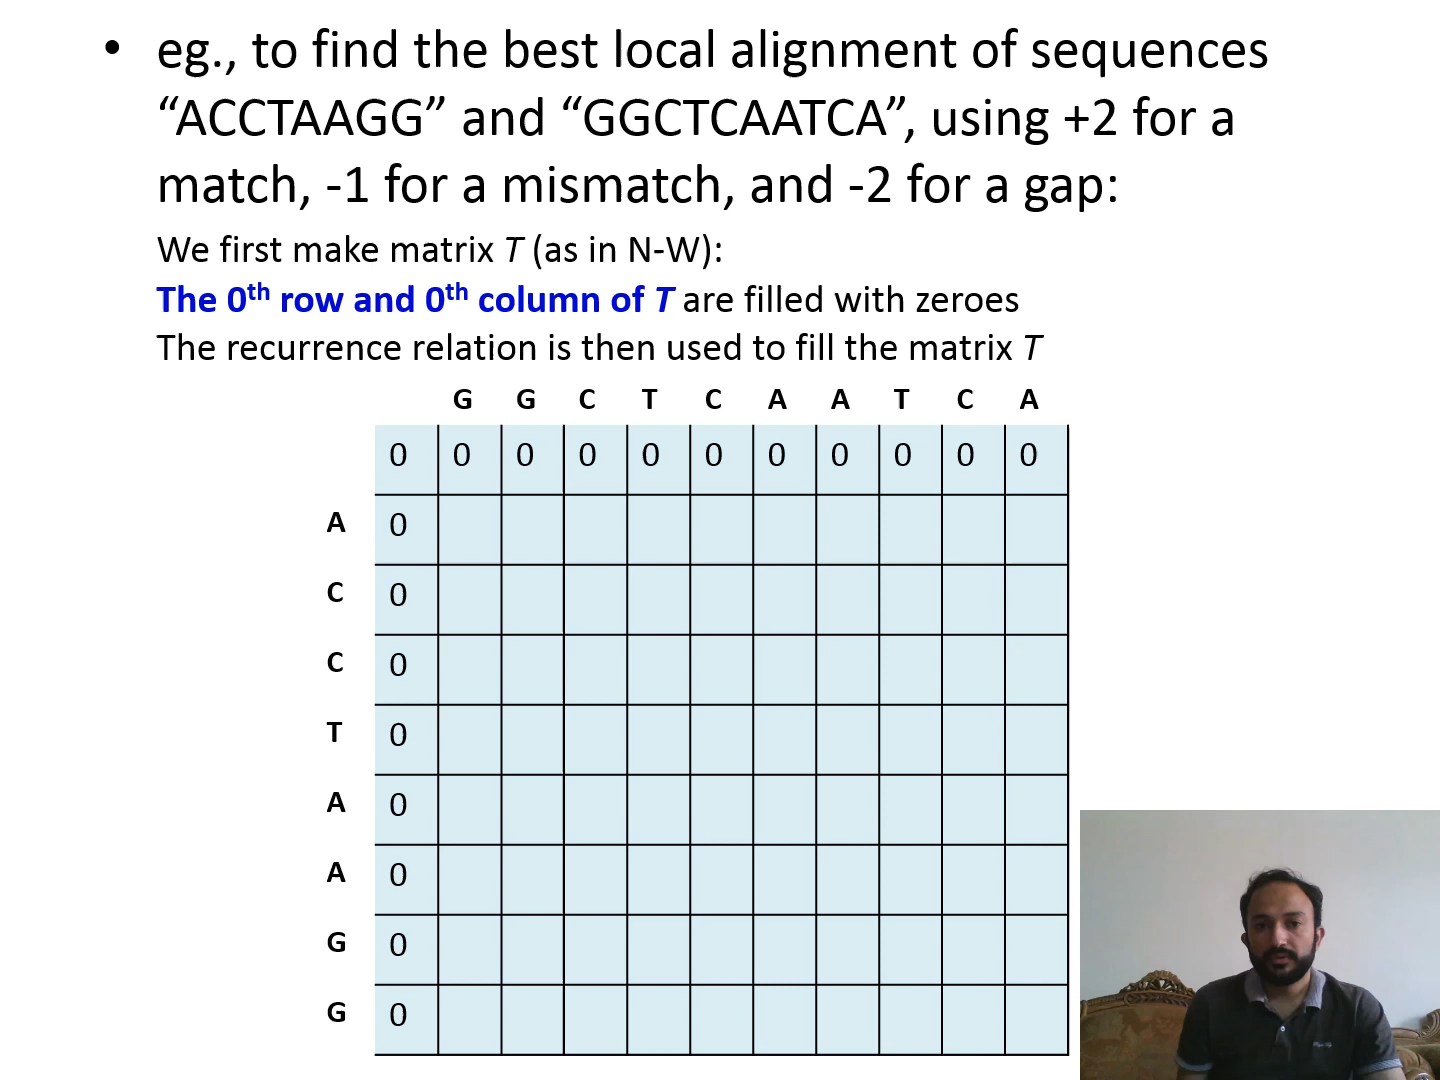 • eg., to find the best local alignment of sequences
“ACCTAAGG” and “GGCTCAATCA”, using +2 for a
match, -1 for a mismatch, and -2 for a gap:
We first make matrix T (as in N-W):
The 0th row and 0th column of T are filled with zeroes
The recurrence relation is then used to fill the matrix T
G G C T C A A T C A
0 0 0 0 0 0 0 0 0 0 0
A 0
C 0
C 0
T 0
A 0
A 0
G 0
G 0